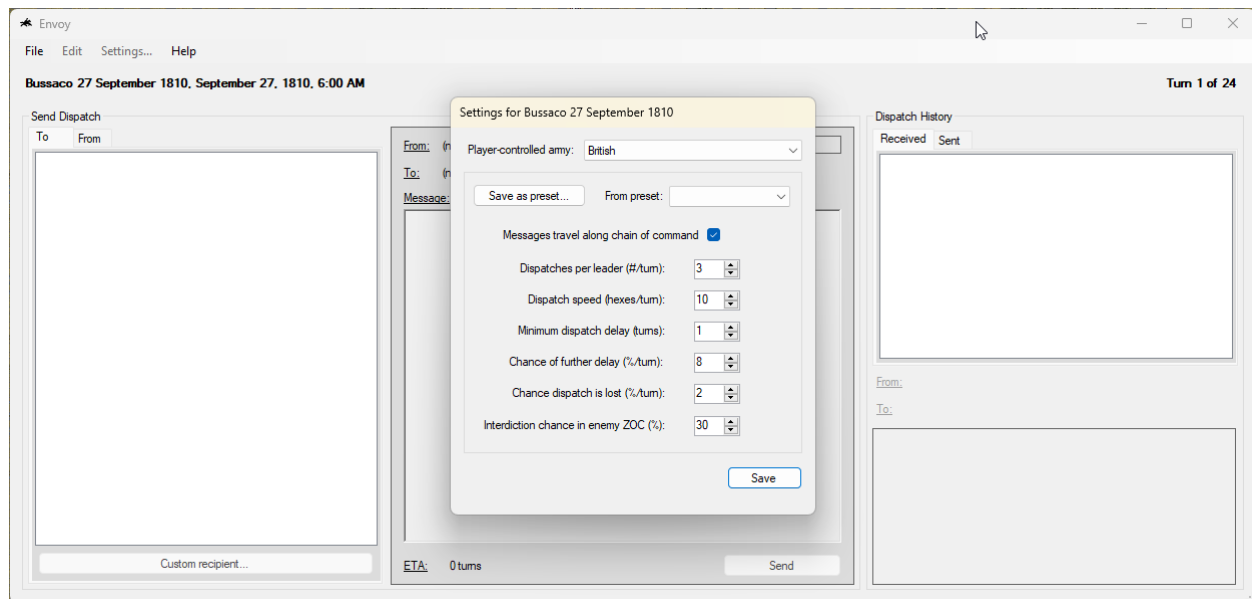 Envoy
File Edit Settings... Help
Bussaco 27 September 1810, September 27, 1810, 6:00 AM
Turn 1 of 24
Send Dispatch
To From
Custom recipient...
From: (n
To: (n
Message:
ETA: 0 turns
Send
Settings for Bussaco 27 September 1810
Player-controlled army: British
Save as preset... From preset:
Messages travel along chain of command
Dispatches per leader (#/turn): 3
Dispatch speed (hexes/turn): 10
Minimum dispatch delay (turns): 1
Chance of further delay (%/turn): 8
Chance dispatch is lost (%/turn): 2
Interdiction chance in enemy ZOC (%): 30
Save
Dispatch History
Received Sent
From:
To: